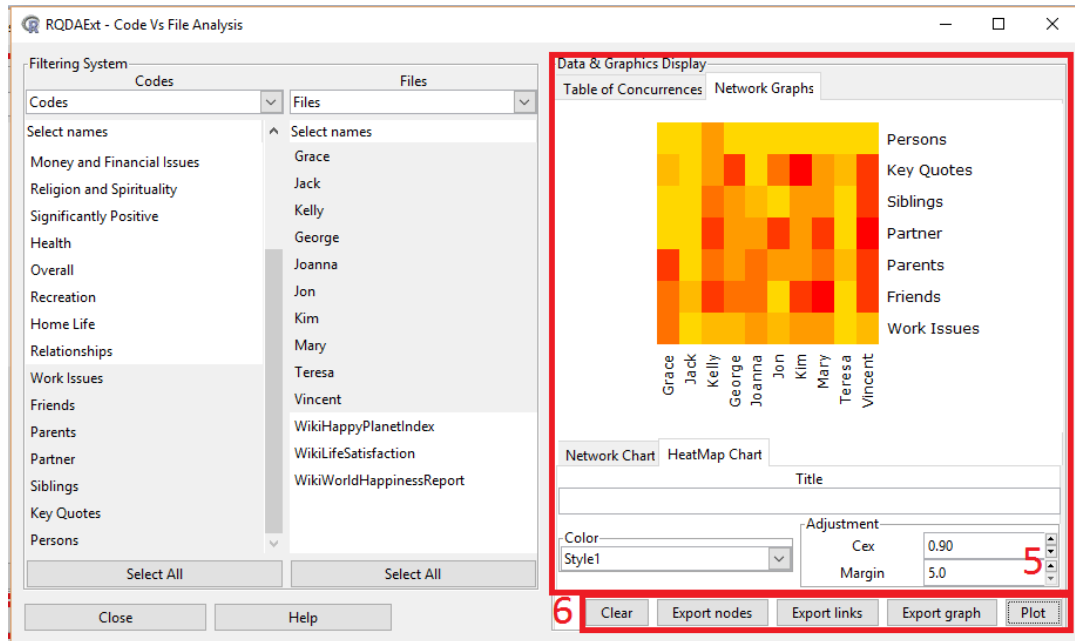 RQDAExt - Code Vs File Analysis
Filtering System
Codes
Files
Codes
Files
Select names
Select names
Money and Financial Issues
Religion and Spirituality
Significantly Positive
Health
Overall
Recreation
Home Life
Relationships
Work Issues
Friends
Parents
Partner
Siblings
Key Quotes
Persons
Grace
Jack
Kelly
George
Joanna
Jon
Kim
Mary
Teresa
Vincent
WikiHappyPlanetIndex
WikiLifeSatisfaction
WikiWorldHappinessReport
Select All
Select All
Close
Help
Data & Graphics Display
Table of Concurrences
Network Graphs
Persons
Key Quotes
Siblings
Partner
Parents
Friends
Work Issues
Grace
Jack
Kelly
George
Joanna
Jon
Kim
Mary
Teresa
Vincent
Network Chart
HeatMap Chart
Title
Color
Style1
Adjustment
Cex
0.90
Margin
5.0
5
6
Clear
Export nodes
Export links
Export graph
Plot